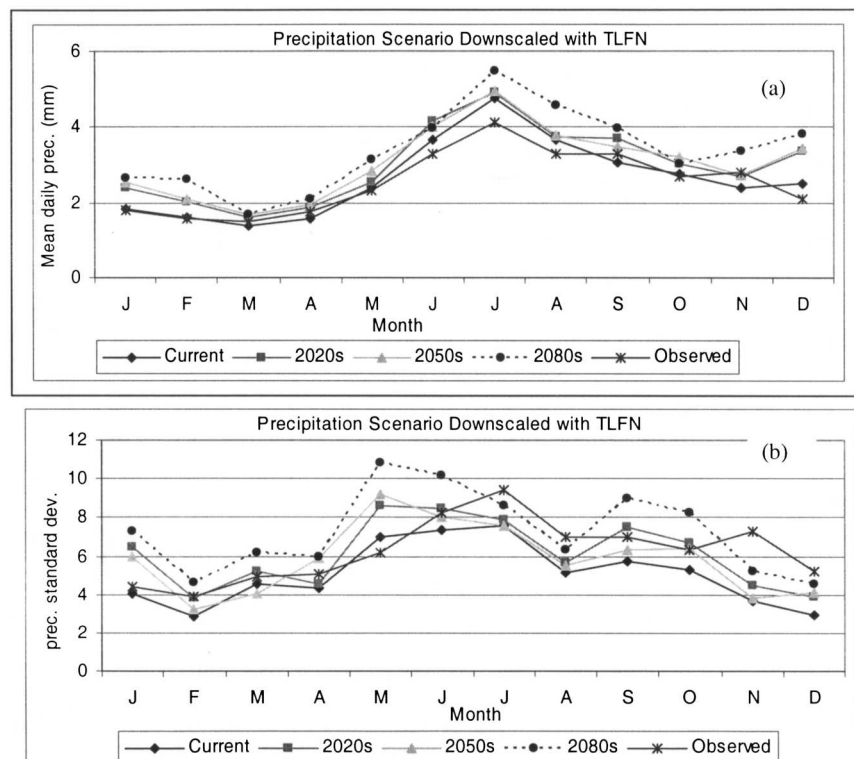 Precipitation Scenario Downscaled with TLFN
(a)
Mean daily prec. (mm)
6
4
2
0
J F M A M J J A S O N D
Month
Current 2020s 2050s 2080s Observed
Precipitation Scenario Downscaled with TLFN
(b)
prec. standard dev.
12
10
8
6
4
2
0
J F M A M J J A S O N D
Month
Current 2020s 2050s 2080s Observed